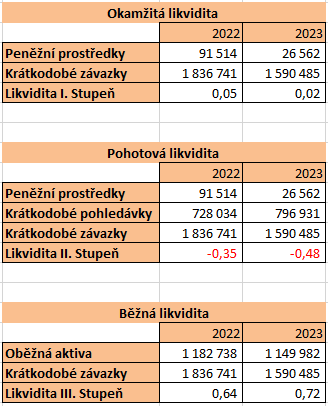 Okamžitá likvidita
2022 2023
Peněžní prostředky 91 514 26 562
Krátkodobé závazky 1 836 741 1 590 485
Likvidita I. Stupeň 0,05 0,02
Pohotová likvidita
2022 2023
Peněžní prostředky 91 514 26 562
Krátkodobé pohledávky 728 034 796 931
Krátkodobé závazky 1 836 741 1 590 485
Likvidita II. Stupeň -0,35 -0,48
Běžná likvidita
2022 2023
Oběžná aktiva 1 182 738 1 149 982
Krátkodobé závazky 1 836 741 1 590 485
Likvidita III. Stupeň 0,64 0,72